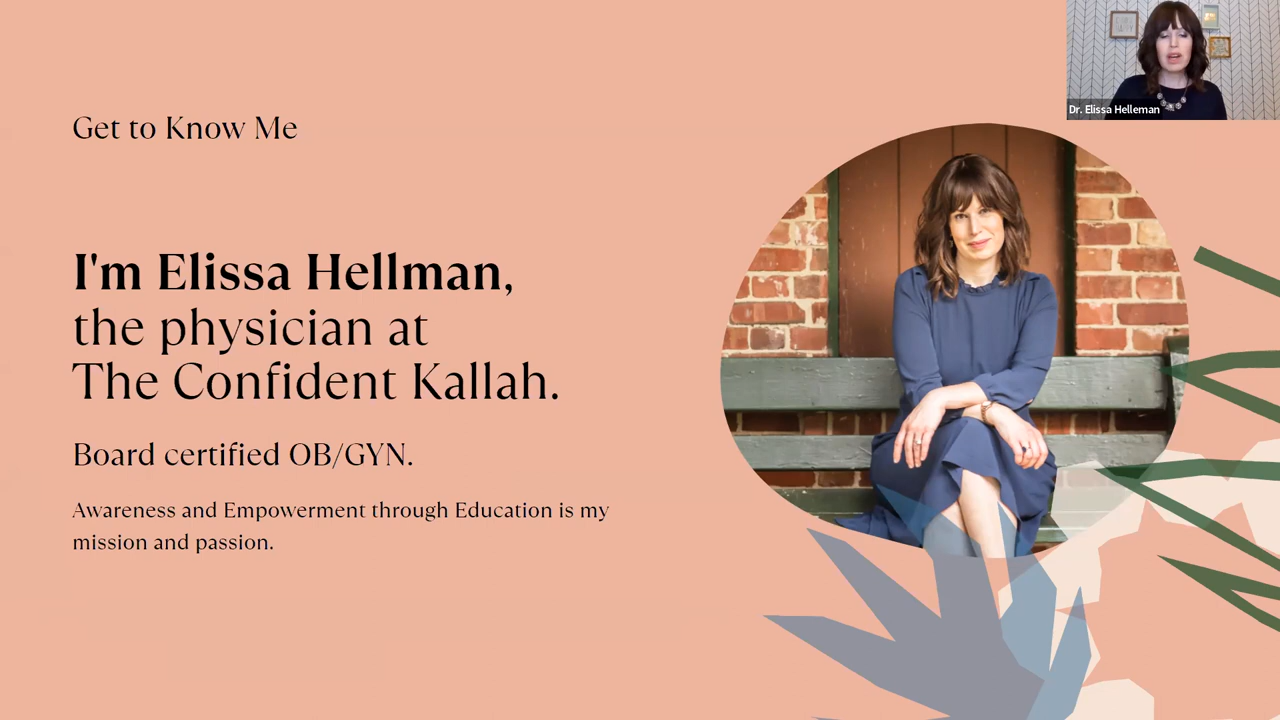 Dr. Elissa Helleman
Get to Know Me
I'm Elissa Hellman,
the physician at
The Confident Kallah.
Board certified OB/GYN.
Awareness and Empowerment through Education is my
mission and passion.